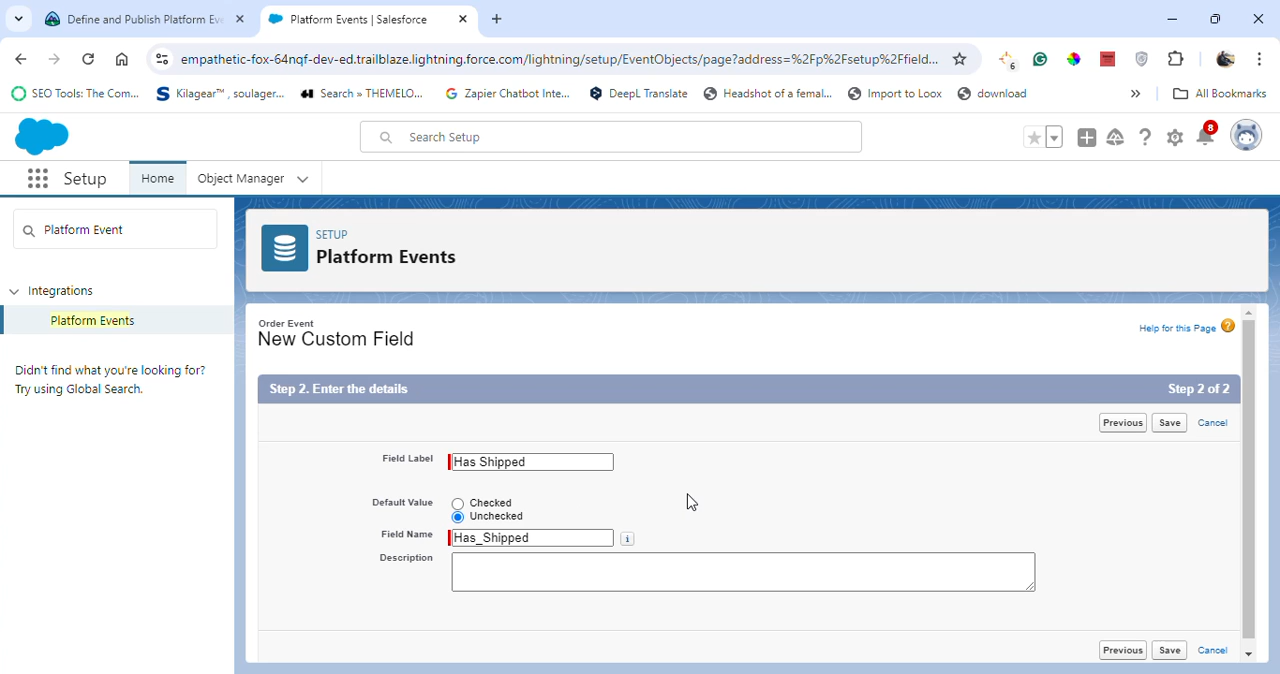 Define and Publish Platform Ev
Platform Events | Salesforce
empathetic-fox-64nqf-dev-ed.trailblaze.lightning.force.com/lightning/setup/EventObjects/page?address=%2Fp%2Fsetup%2Ffield...
6
SEO Tools: The Com...
Kilagear™ , soulager...
Search » THEMELO...
Zapier Chatbot Inte...
DeepL Translate
Headshot of a femal...
Import to Loox
download
»
All Bookmarks
Search Setup
8
Setup
Home
Object Manager
Platform Event
Integrations
Platform Events
Didn't find what you're looking for?
Try using Global Search.
SETUP
Platform Events
Order Event
New Custom Field
Help for this Page ?
Step 2. Enter the details
Step 2 of 2
Previous
Save
Cancel
Field Label
Has Shipped
Default Value
Checked
Unchecked
Field Name
Has_Shipped
i
Description
Previous
Save
Cancel